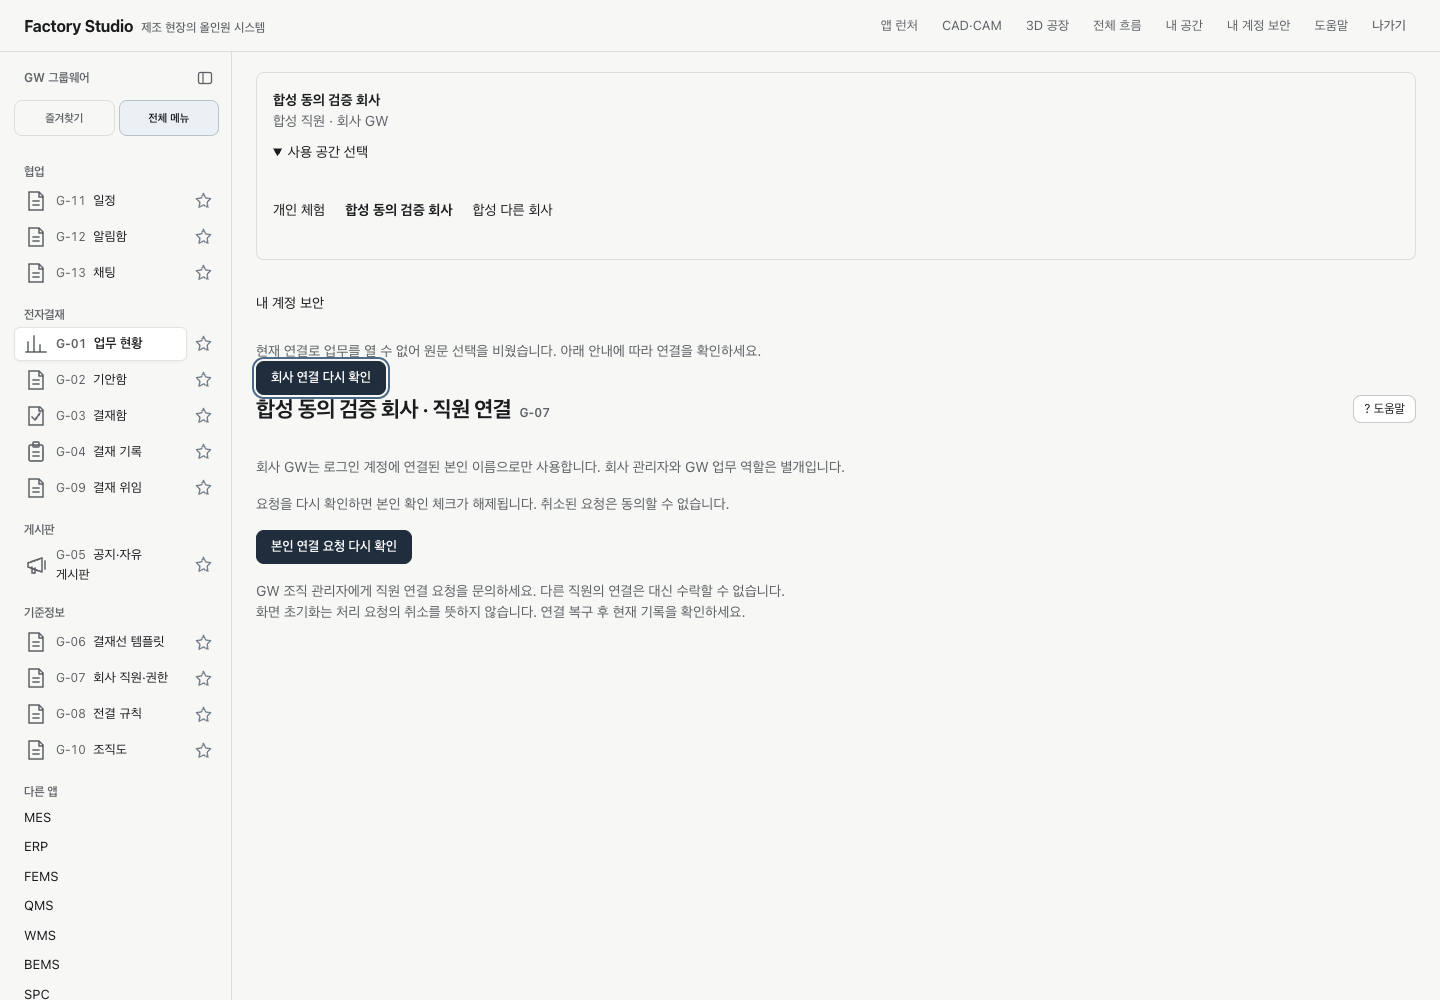 Factory Studio 제조 현장의 올인원 시스템
앱 런처 CAD·CAM 3D 공장 전체 흐름 내 공간 내 계정 보안 도움말 나가기
GW 그룹웨어
즐겨찾기 전체 메뉴
협업
G-11 일정
G-12 알림함
G-13 채팅
전자결재
G-01 업무 현황
G-02 기안함
G-03 결재함
G-04 결재 기록
G-09 결재 위임
게시판
G-05 공지·자유
게시판
기준정보
G-06 결재선 템플릿
G-07 회사 직원·권한
G-08 전결 규칙
G-10 조직도
다른 앱
MES
ERP
FEMS
QMS
WMS
BEMS
SPC
합성 동의 검증 회사
합성 직원 · 회사 GW
▼ 사용 공간 선택
개인 체험 합성 동의 검증 회사 합성 다른 회사
내 계정 보안
현재 연결로 업무를 열 수 없어 원문 선택을 비웠습니다. 아래 안내에 따라 연결을 확인하세요.
회사 연결 다시 확인
합성 동의 검증 회사 · 직원 연결 G-07
? 도움말
회사 GW는 로그인 계정에 연결된 본인 이름으로만 사용합니다. 회사 관리자와 GW 업무 역할은 별개입니다.
요청을 다시 확인하면 본인 확인 체크가 해제됩니다. 취소된 요청은 동의할 수 없습니다.
본인 연결 요청 다시 확인
GW 조직 관리자에게 직원 연결 요청을 문의하세요. 다른 직원의 연결은 대신 수락할 수 없습니다.
화면 초기화는 처리 요청의 취소를 뜻하지 않습니다. 연결 복구 후 현재 기록을 확인하세요.